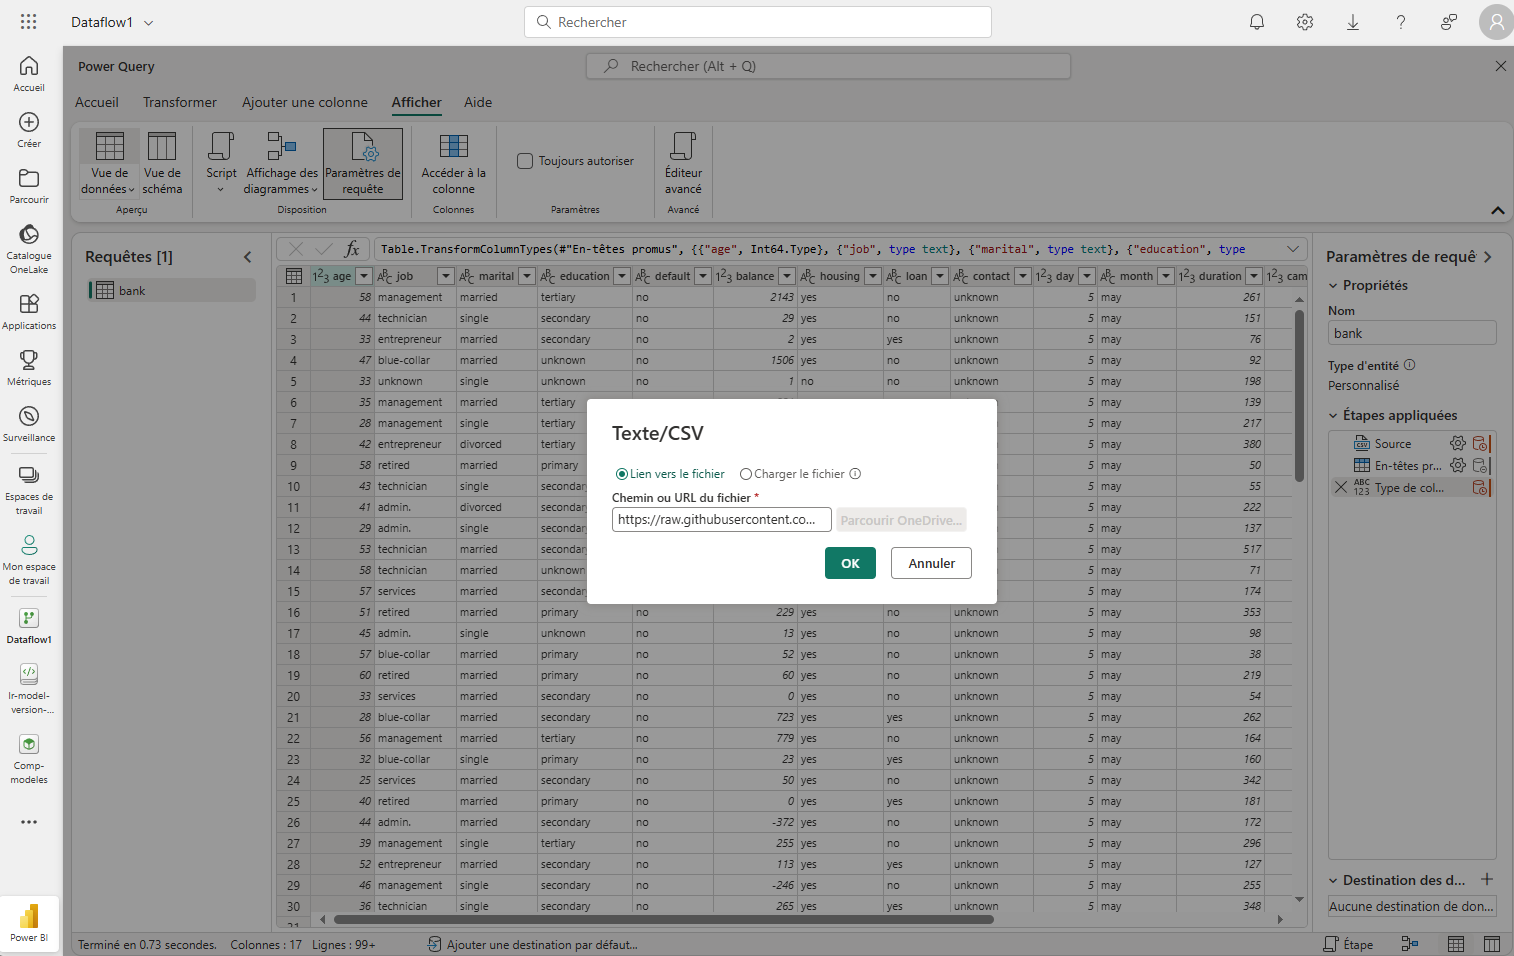 Dataflow1
Rechercher
Accueil
Créer
Parcourir
Catalogue
OneLake
Applications
Métriques
Surveillance
Espaces de
travail
Mon espace
de travail
Dataflow1
lr-model-
version-...
Comp-
modeles
Power BI
Power Query
Rechercher (Alt + Q)
Accueil Transformer Ajouter une colonne Afficher Aide
Vue de données
Vue de schéma
Aperçu
Script
Affichage des diagrammes
Paramètres de requête
Disposition
Accéder à la colonne
Colonnes
Toujours autoriser
Paramètres
Éditeur avancé
Avancé
Requêtes [1]
bank
fx Table.TransformColumnTypes(#"En-têtes promus", {{"age", Int64.Type}, {"job", type text}, {"marital", type text}, {"education", type
123 age ABC job ABC marital ABC education ABC default 123 balance ABC housing ABC loan ABC contact 123 day ABC month 123 duration 123 cam
1 58 management married tertiary no 2143 yes no unknown 5 may 261
2 44 technician single secondary no 29 yes no unknown 5 may 151
3 33 entrepreneur married secondary no 2 yes yes unknown 5 may 76
4 47 blue-collar married unknown no 1506 yes no unknown 5 may 92
5 33 unknown single unknown no 1 no no unknown 5 may 198
6 35 management married tertiary 5 may 139
7 28 management single tertiary 5 may 217
8 42 entrepreneur divorced tertiary 5 may 380
9 58 retired married primary 5 may 50
10 43 technician single secondar 5 may 55
11 41 admin. divorced secondar 5 may 222
12 29 admin. single secondar 5 may 137
13 53 technician married secondar 5 may 517
14 58 technician married unknown 5 may 71
15 57 services married secondar 5 may 174
16 51 retired married primary no 229 yes no unknown 5 may 353
17 45 admin. single unknown no 13 yes no unknown 5 may 98
18 57 blue-collar married primary no 52 yes no unknown 5 may 38
19 60 retired married primary no 60 yes no unknown 5 may 219
20 33 services married secondary no 0 yes no unknown 5 may 54
21 28 blue-collar married secondary no 723 yes yes unknown 5 may 262
22 56 management married tertiary no 779 yes no unknown 5 may 164
23 32 blue-collar single primary no 23 yes yes unknown 5 may 160
24 25 services married secondary no 50 yes no unknown 5 may 342
25 40 retired married primary no 0 yes yes unknown 5 may 181
26 44 admin. married secondary no -372 yes no unknown 5 may 172
27 39 management single tertiary no 255 yes no unknown 5 may 296
28 52 entrepreneur married secondary no 113 yes yes unknown 5 may 127
29 46 management single secondary no -246 yes no unknown 5 may 255
30 36 technician single secondary no 265 yes yes unknown 5 may 348
Texte/CSV
Lien vers le fichier Charger le fichier
Chemin ou URL du fichier *
https://raw.githubusercontent.co... Parcourir OneDrive...
OK Annuler
Paramètres de requê
Propriétés
Nom
bank
Type d'entité
Personnalisé
Étapes appliquées
CSV Source
En-têtes pr...
ABC 123 Type de col...
Destination des d...
Aucune destination de don...
Terminé en 0.73 secondes. Colonnes : 17 Lignes : 99+ Ajouter une destination par défaut... Étape